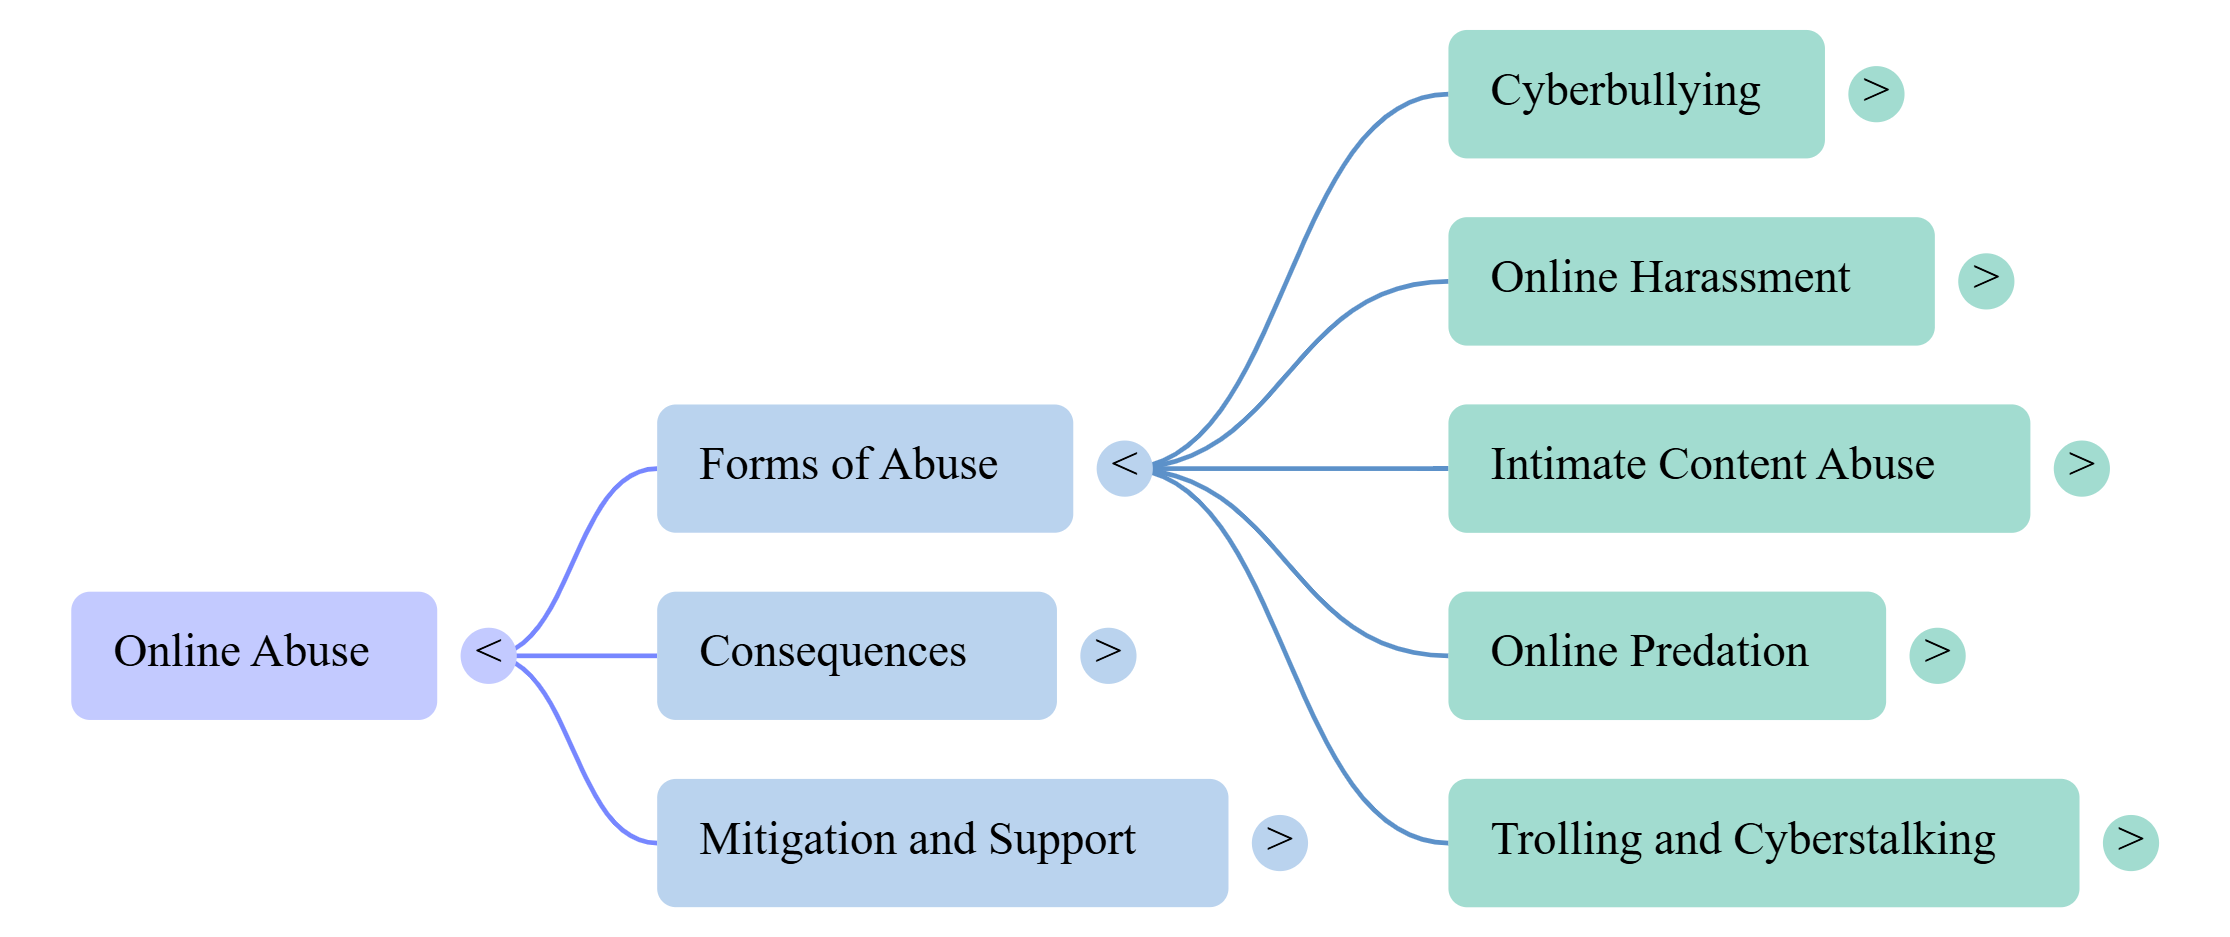 Online Abuse <
Forms of Abuse <
Consequences >
Mitigation and Support >
Cyberbullying >
Online Harassment >
Intimate Content Abuse >
Online Predation >
Trolling and Cyberstalking >